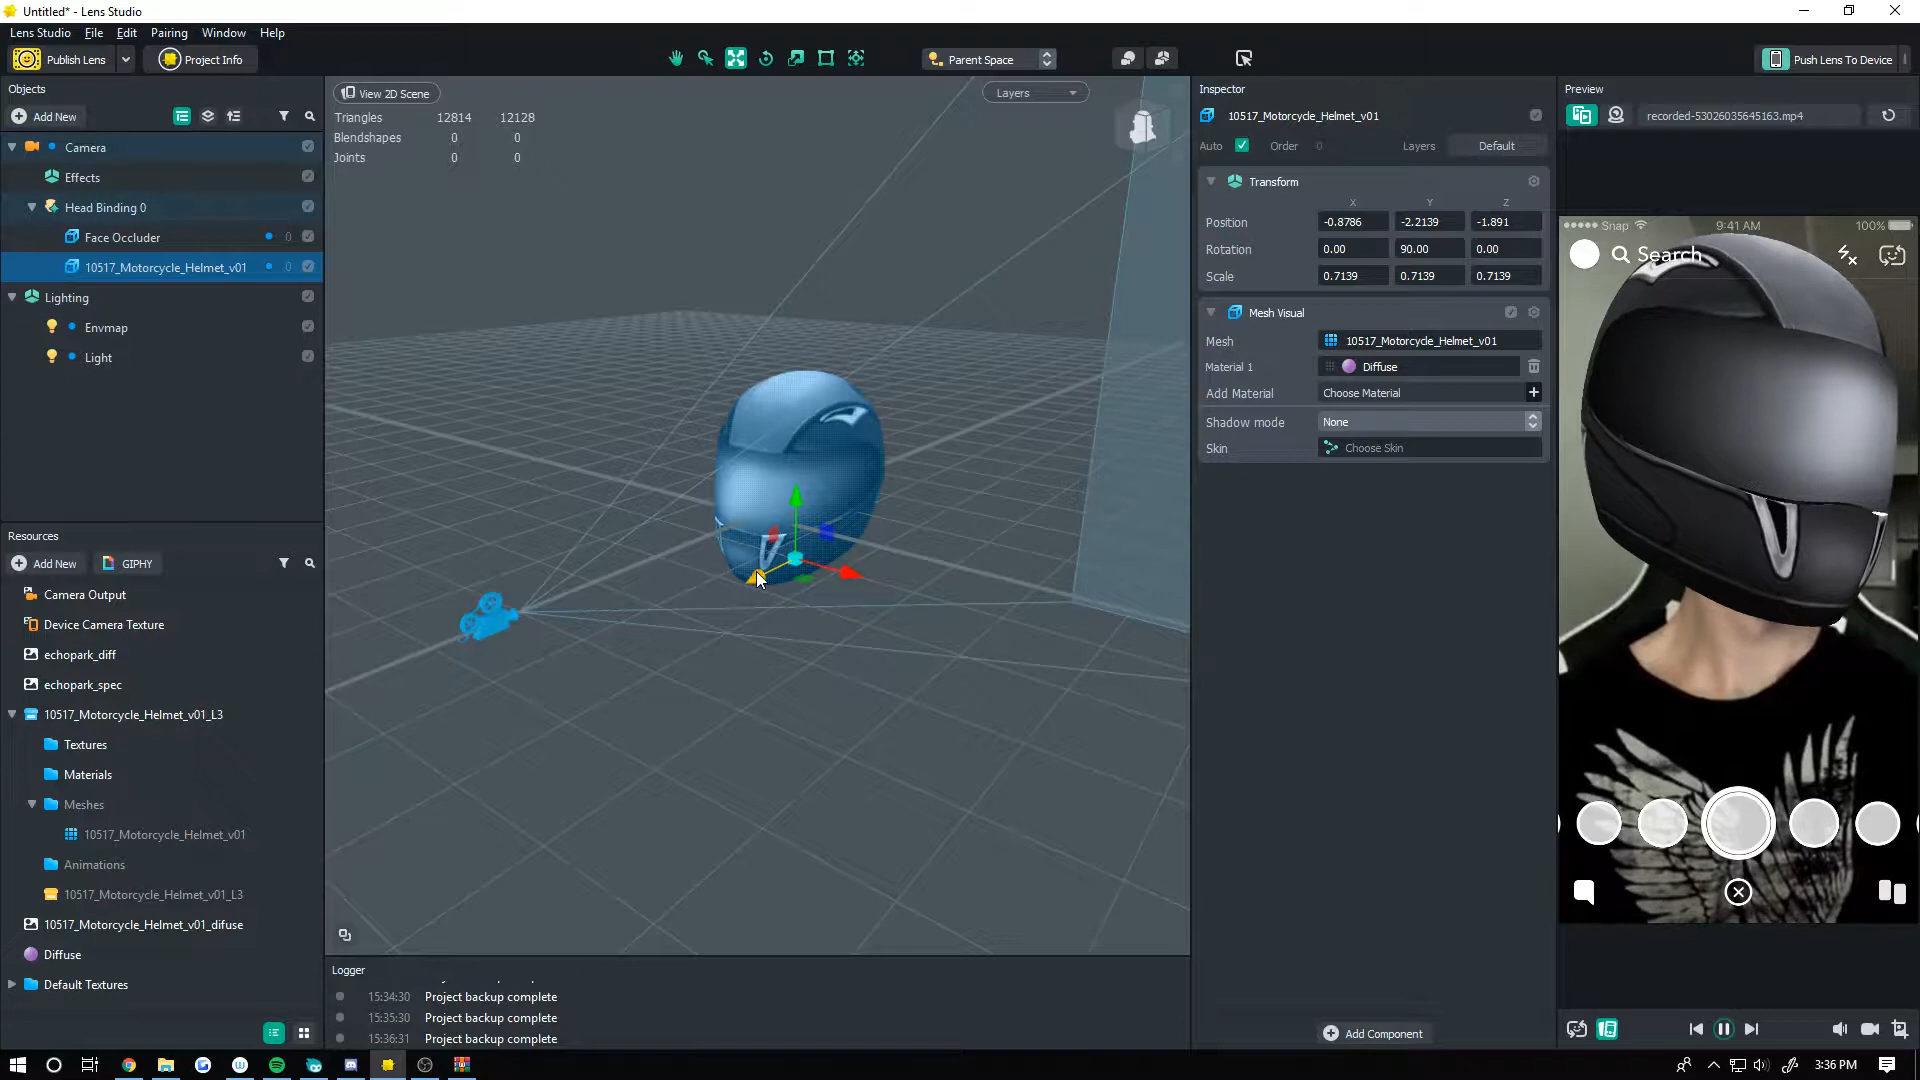 Untitled* - Lens Studio
Lens Studio File Edit Pairing Window Help
Publish Lens Project Info Parent Space Push Lens To Device
Objects
Add New
Camera
Effects
Head Binding 0
Face Occluder 0
10517_Motorcycle_Helmet_v01 0
Lighting
Envmap
Light
Resources
Add New GIPHY
Camera Output
Device Camera Texture
echopark_diff
echopark_spec
10517_Motorcycle_Helmet_v01_L3
Textures
Materials
Meshes
10517_Motorcycle_Helmet_v01
Animations
10517_Motorcycle_Helmet_v01_L3
10517_Motorcycle_Helmet_v01_difuse
Diffuse
Default Textures
View 2D Scene Layers
Triangles 12814 12128
Blendshapes 0 0
Joints 0 0
Logger
15:34:30 Project backup complete
15:35:30 Project backup complete
15:36:31 Project backup complete
Inspector
10517_Motorcycle_Helmet_v01
Auto Order 0 Layers Default
Transform
X Y Z
Position -0.8786 -2.2139 -1.891
Rotation 0.00 90.00 0.00
Scale 0.7139 0.7139 0.7139
Mesh Visual
Mesh 10517_Motorcycle_Helmet_v01
Material 1 Diffuse
Add Material Choose Material
Shadow mode None
Skin Choose Skin
Add Component
Preview
recorded-53026035645163.mp4
Snap 9:41 AM 100%
Search
3:36 PM